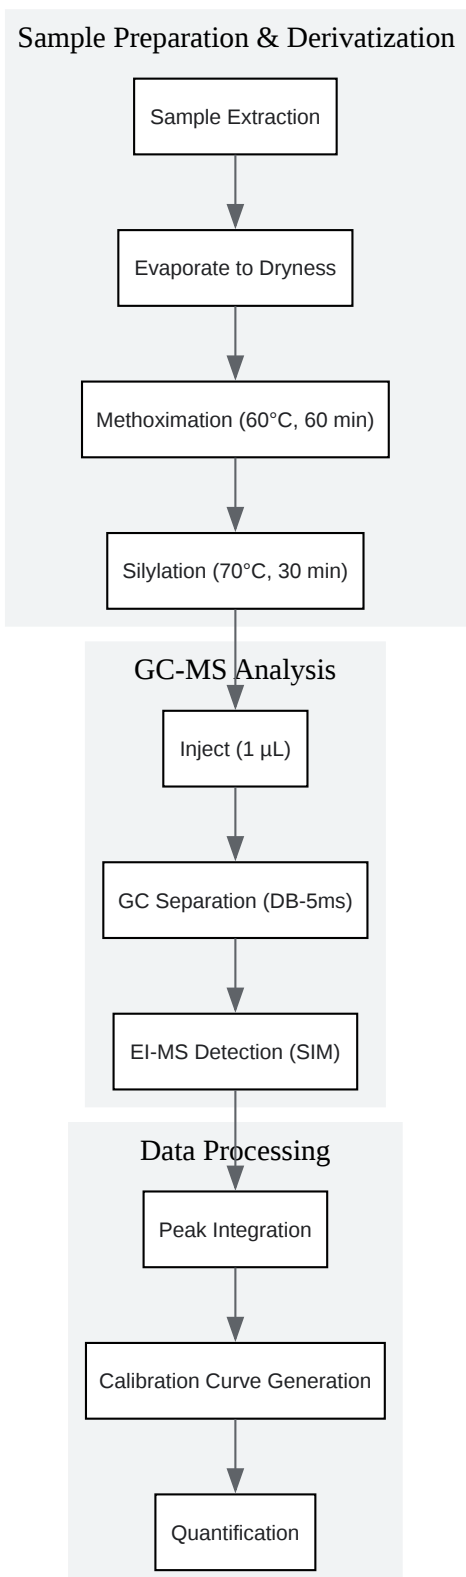 Sample Preparation & Derivatization
Sample Extraction
Evaporate to Dryness
Methoximation (60°C, 60 min)
Silylation (70°C, 30 min)
GC-MS Analysis
Inject (1 µL)
GC Separation (DB-5ms)
EI-MS Detection (SIM)
Data Processing
Peak Integration
Calibration Curve Generation
Quantification